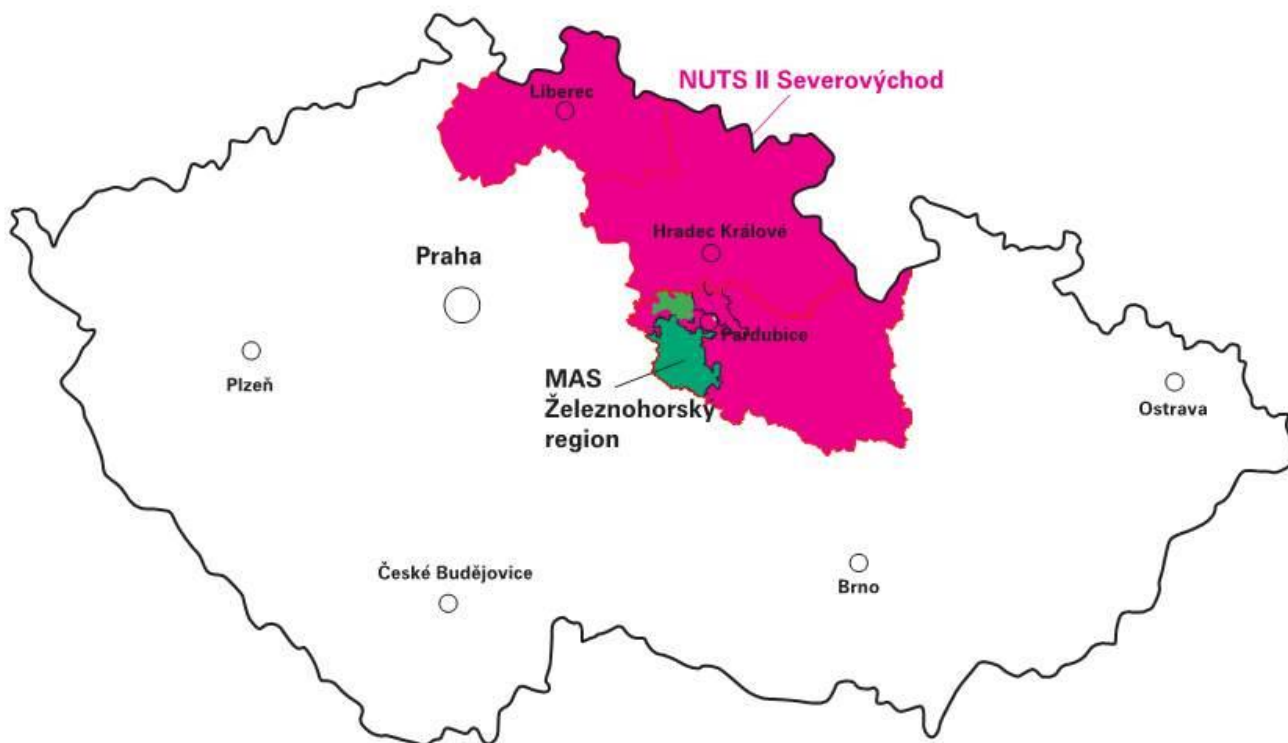 NUTS II Severovýchod
Liberec
Hradec Králové
Praha
Pardubice
Plzeň
MAS
Železnohorský
region
Ostrava
České Budějovice
Brno